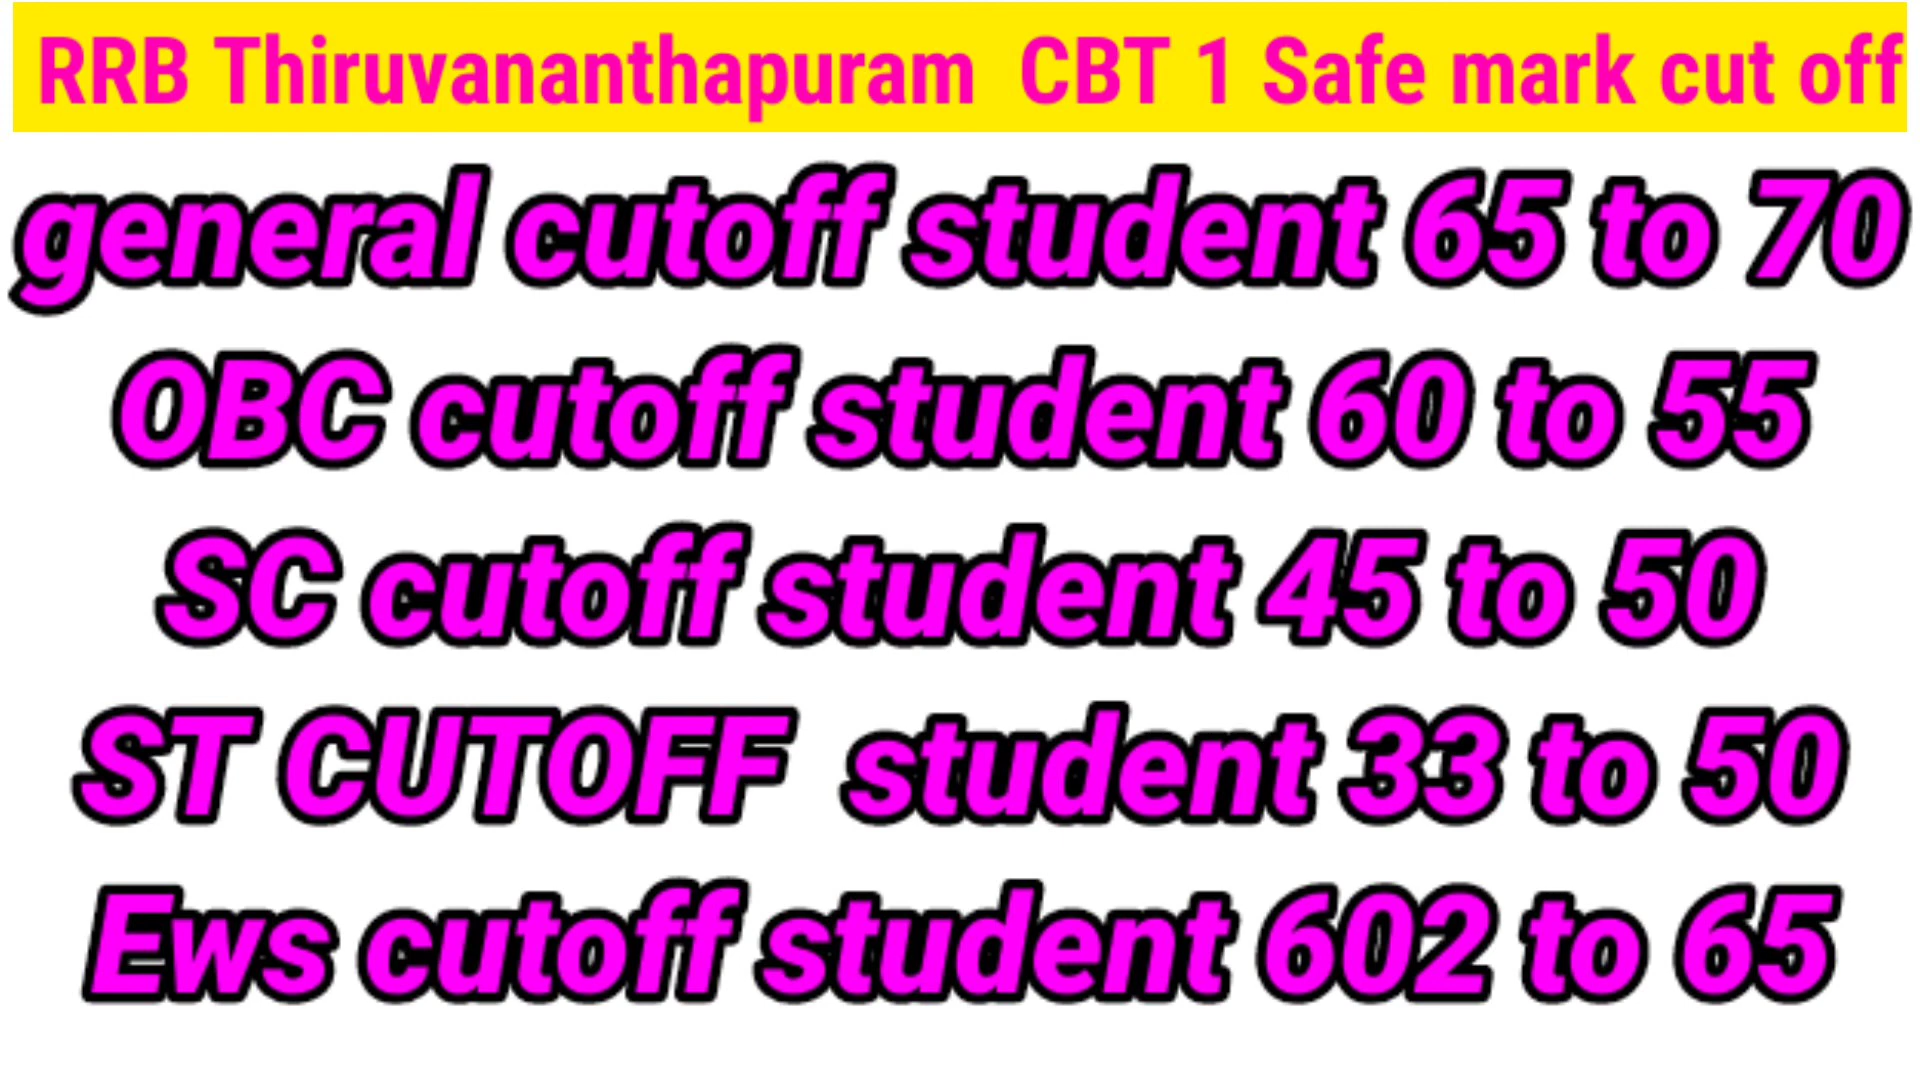 RRB Thiruvananthapuram CBT 1 Safe mark cut off
general cutoff student 65 to 70
OBC cutoff student 60 to 55
SC cutoff student 45 to 50
ST CUTOFF student 33 to 50
Ews cutoff student 602 to 65